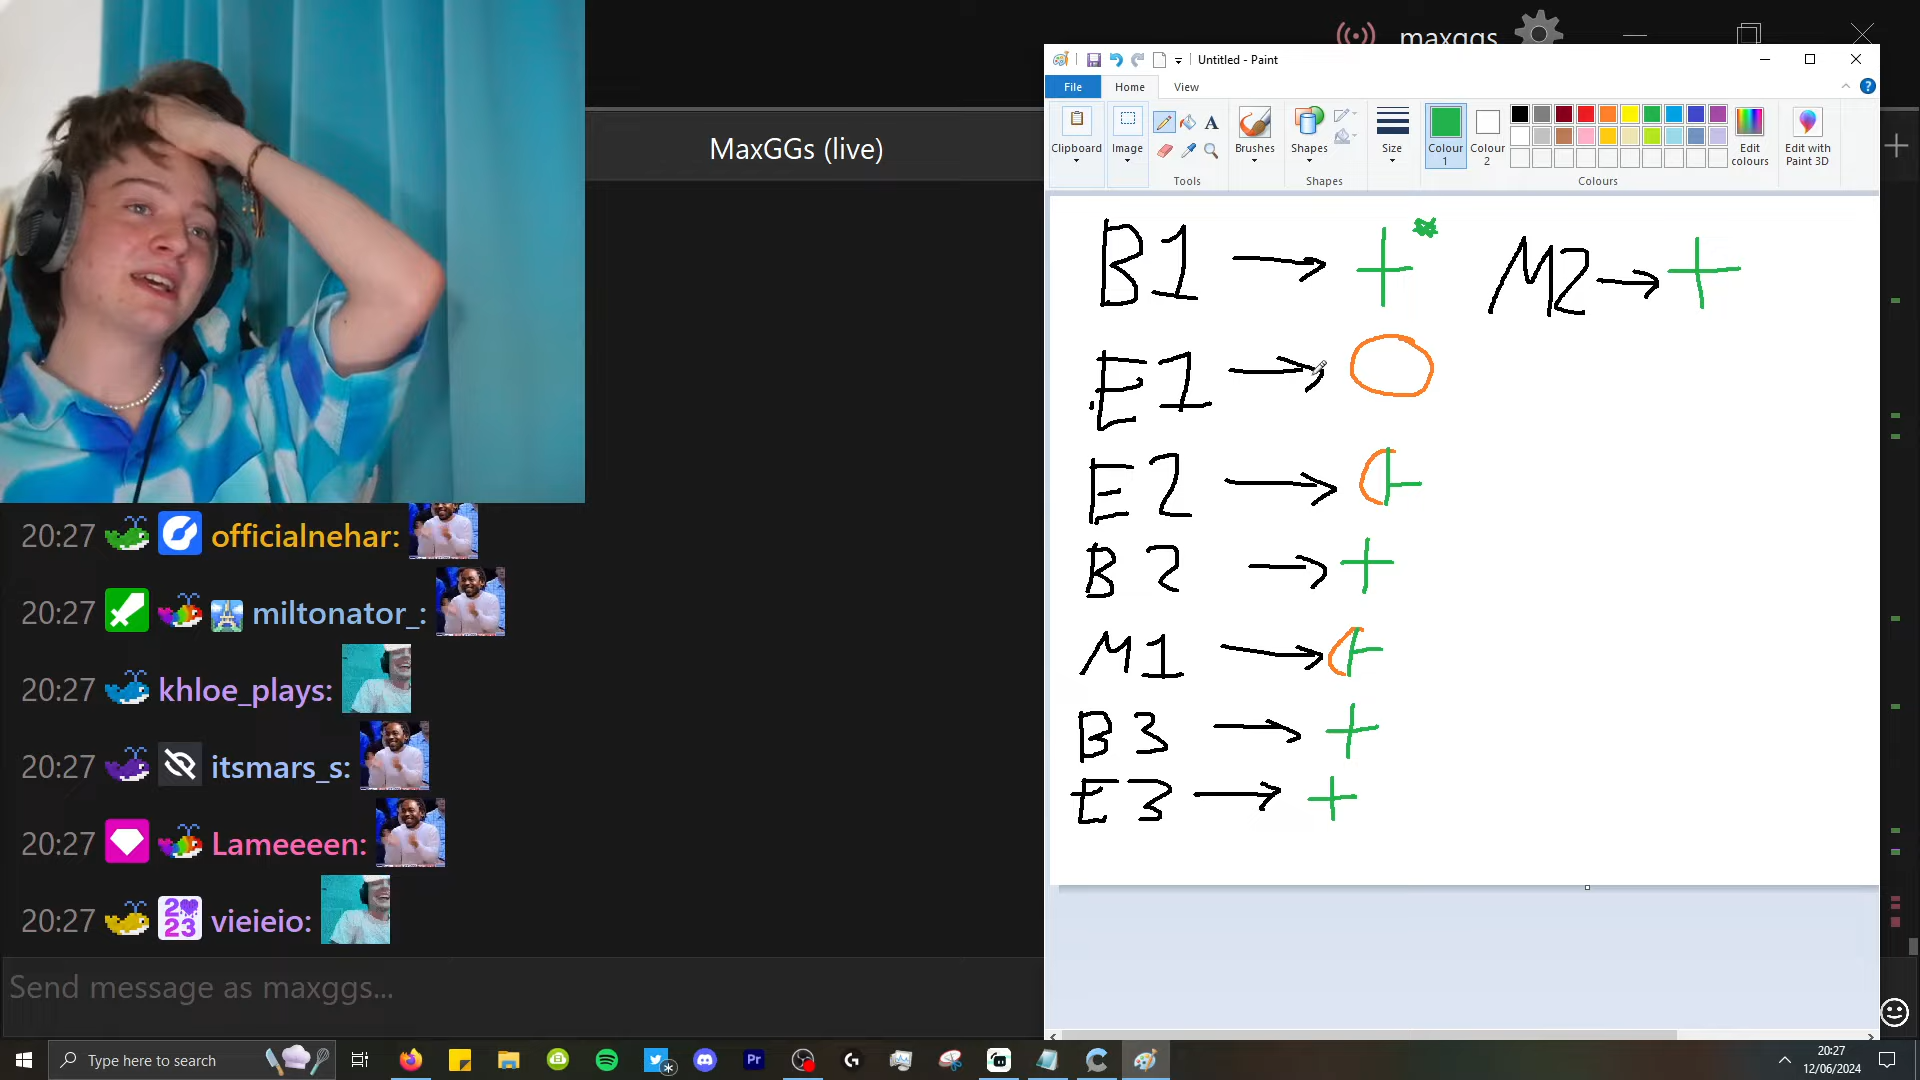 maxggs
MaxGGs (live)
Untitled - Paint
File
Home
View
Clipboard
Image
Tools
Brushes
Shapes
Shapes
Size
Colour
1
Colour
2
Edit
colours
Edit with
Paint 3D
Colours
B1 → + *
M2 → +
E1 →
E2 →
B2 → +
M1 →
B3 → +
E3 → +
20:27 officialnehar:
20:27 miltonator_:
20:27 khloe_plays:
20:27 itsmars_s:
20:27 Lameeeen:
20:27 2023 vieieio:
Send message as maxggs...
Type here to search
Pr
20:27
12/06/2024